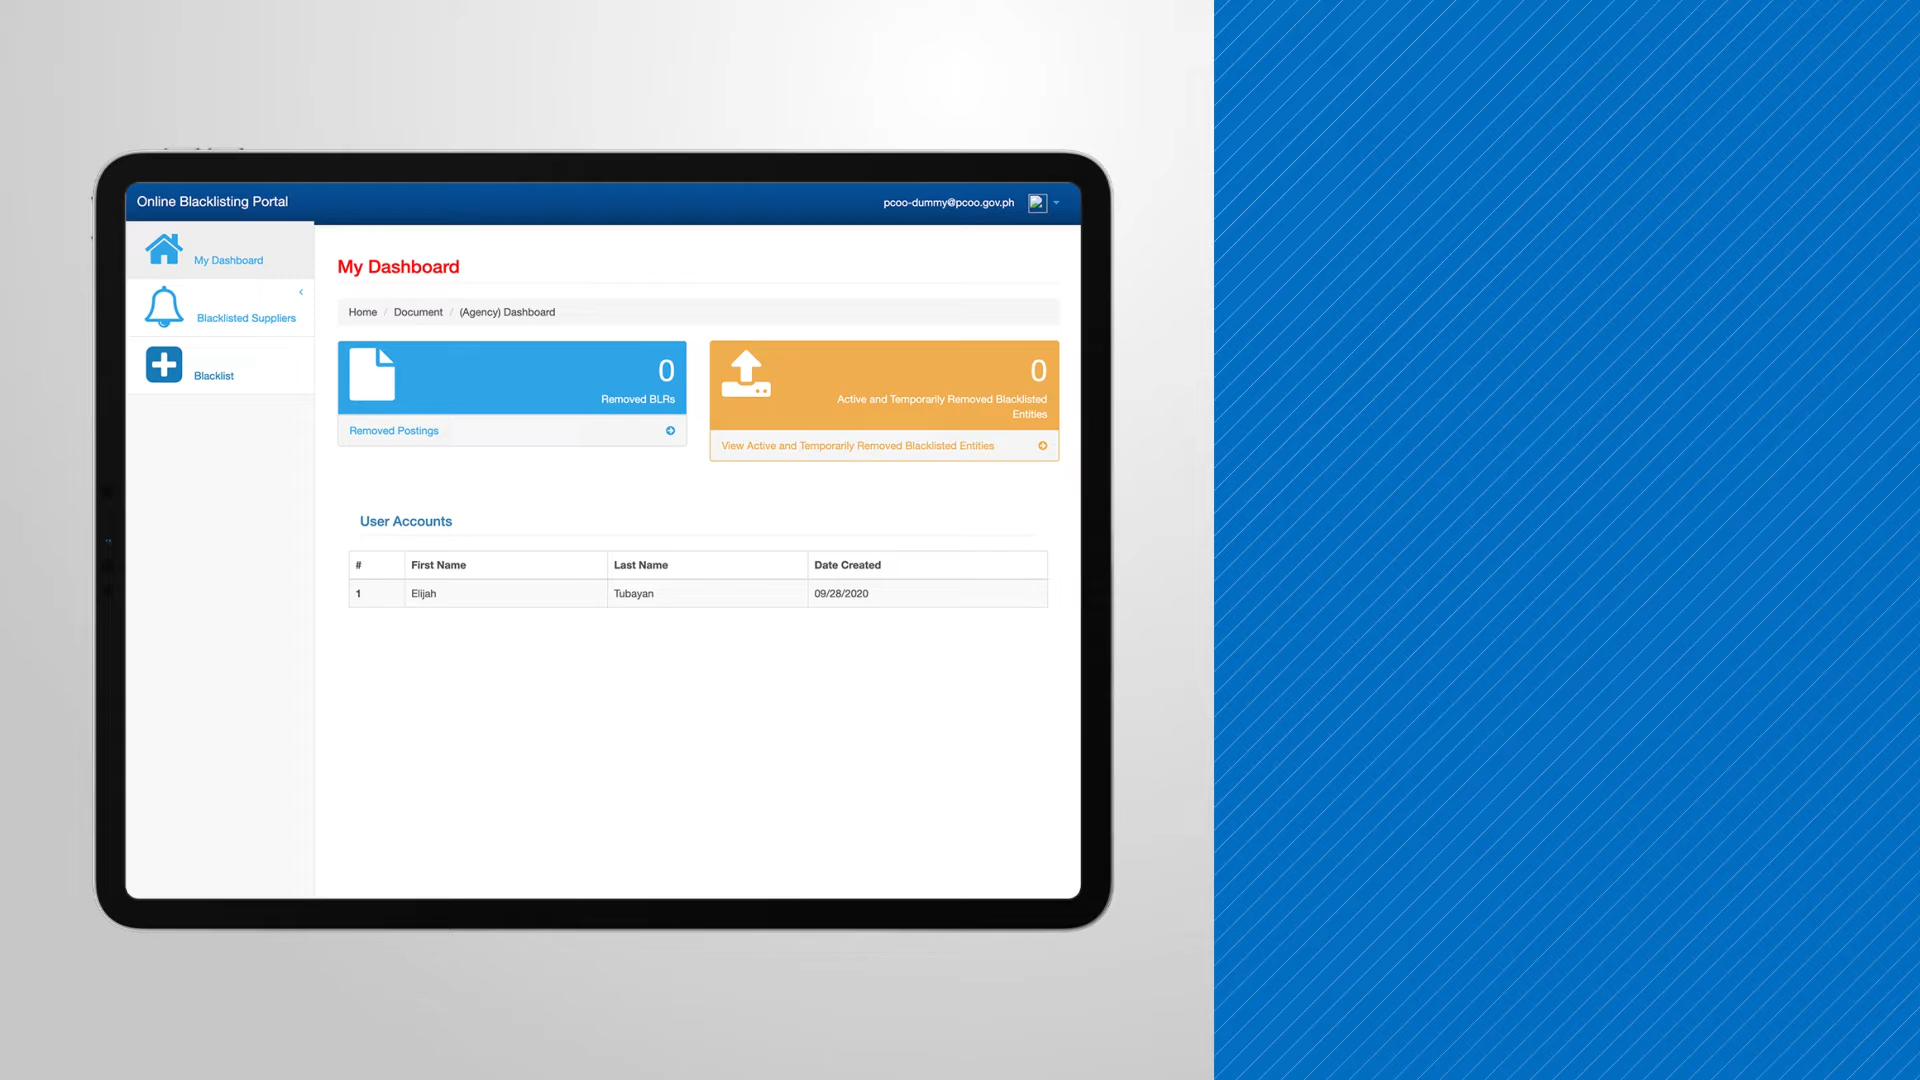 Online Blacklisting Portal
pcoo-dummy@pcoo.gov.ph
My Dashboard
Blacklisted Suppliers
Blacklist
My Dashboard
Home / Document / (Agency) Dashboard
0
Removed BLRs
Removed Postings
0
Active and Temporarily Removed Blacklisted
Entities
View Active and Temporarily Removed Blacklisted Entities
User Accounts
# First Name Last Name Date Created
1 Elijah Tubayan 09/28/2020